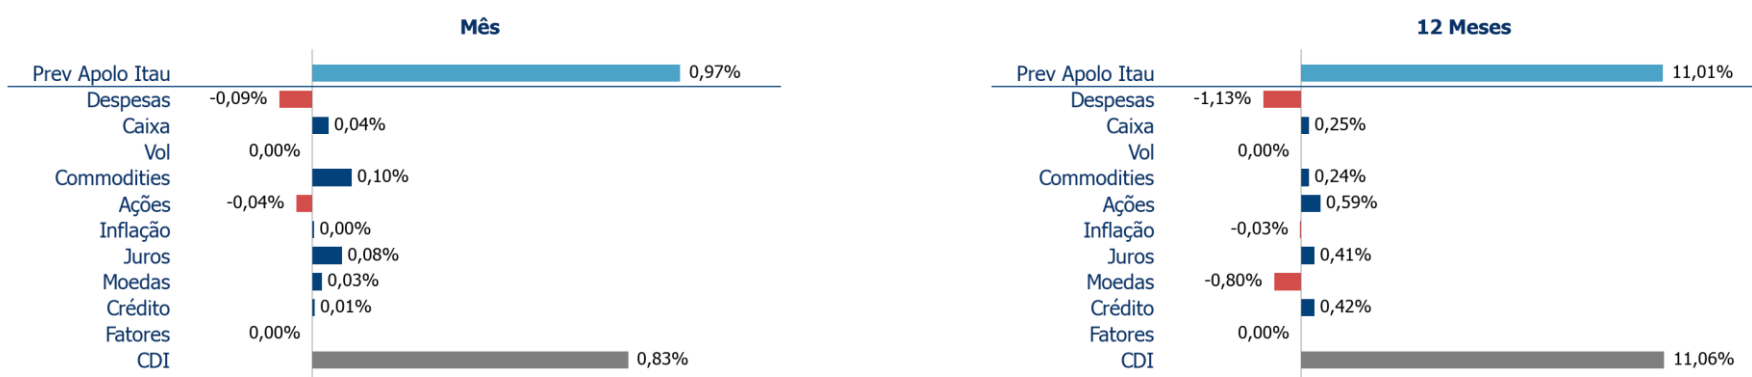 Mês
Prev Apolo Itau 0,97%
Despesas -0,09%
Caixa 0,04%
Vol 0,00%
Commodities 0,10%
Ações -0,04%
Inflação 0,00%
Juros 0,08%
Moedas 0,03%
Crédito 0,01%
Fatores 0,00%
CDI 0,83%
12 Meses
Prev Apolo Itau 11,01%
Despesas -1,13%
Caixa 0,25%
Vol 0,00%
Commodities 0,24%
Ações 0,59%
Inflação -0,03%
Juros 0,41%
Moedas -0,80%
Crédito 0,42%
Fatores 0,00%
CDI 11,06%